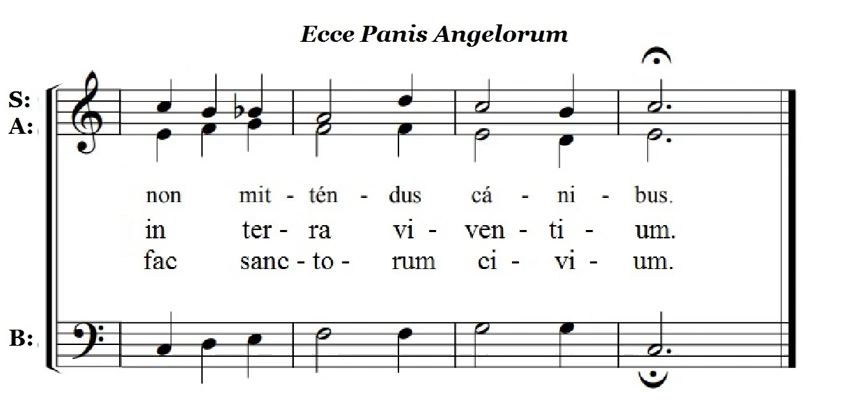 Ecce Panis Angelorum
S:
A:
non mit - tén - dus cá - ni - bus.
in ter - ra vi - ven - ti - um.
fac sanc - to - rum ci - vi - um.
B: